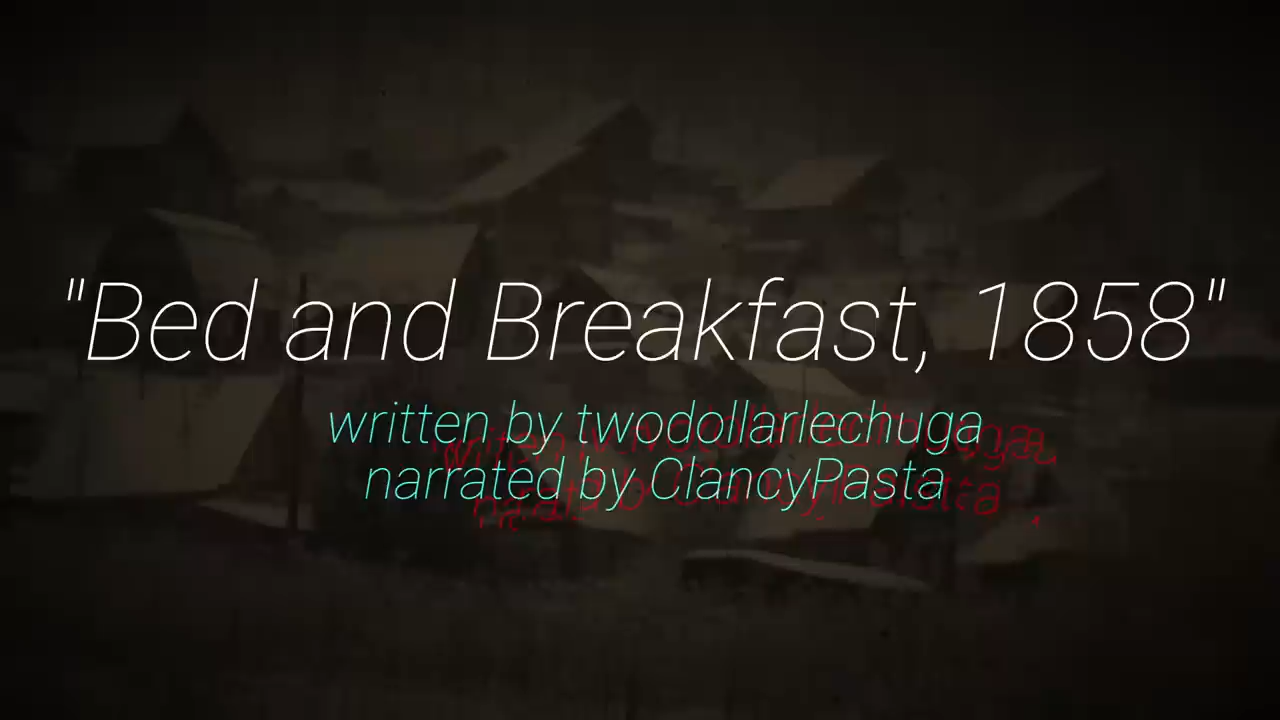 "Bed and Breakfast, 1858"
written by twodollarlechuga
narrated by ClancyPasta